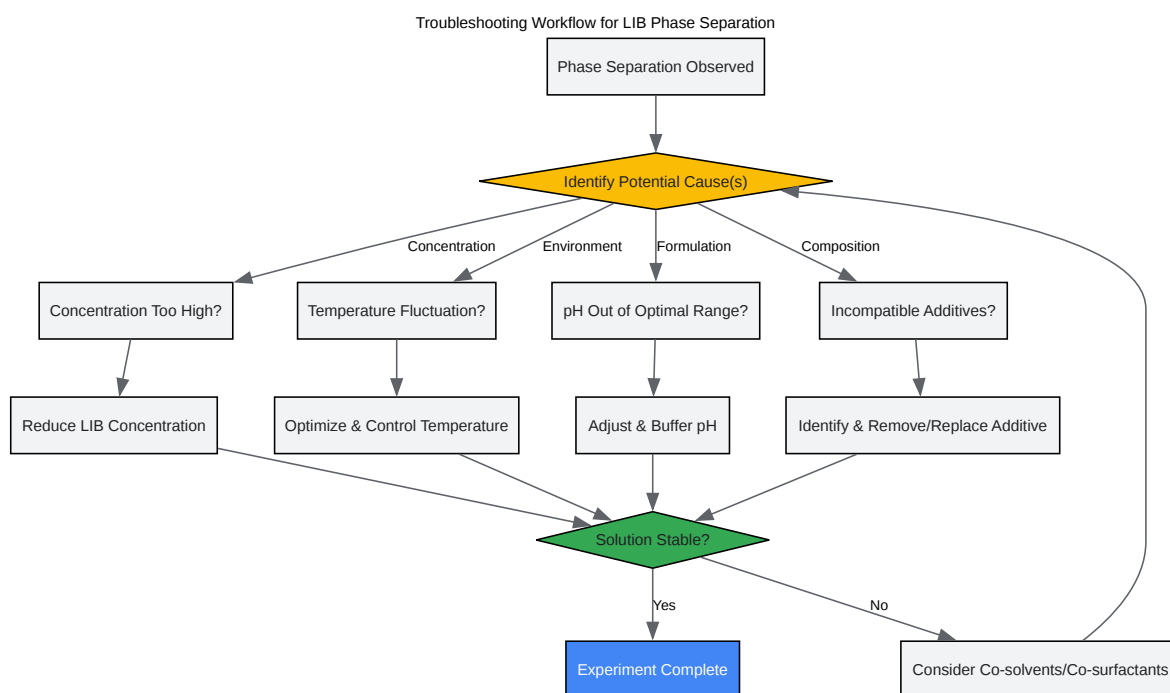 Troubleshooting Workflow for LIB Phase Separation
Phase Separation Observed
Identify Potential Cause(s)
Concentration
Environment
Formulation
Composition
Concentration Too High?
Temperature Fluctuation?
pH Out of Optimal Range?
Incompatible Additives?
Reduce LIB Concentration
Optimize & Control Temperature
Adjust & Buffer pH
Identify & Remove/Replace Additive
Solution Stable?
Yes
No
Experiment Complete
Consider Co-solvents/Co-surfactants